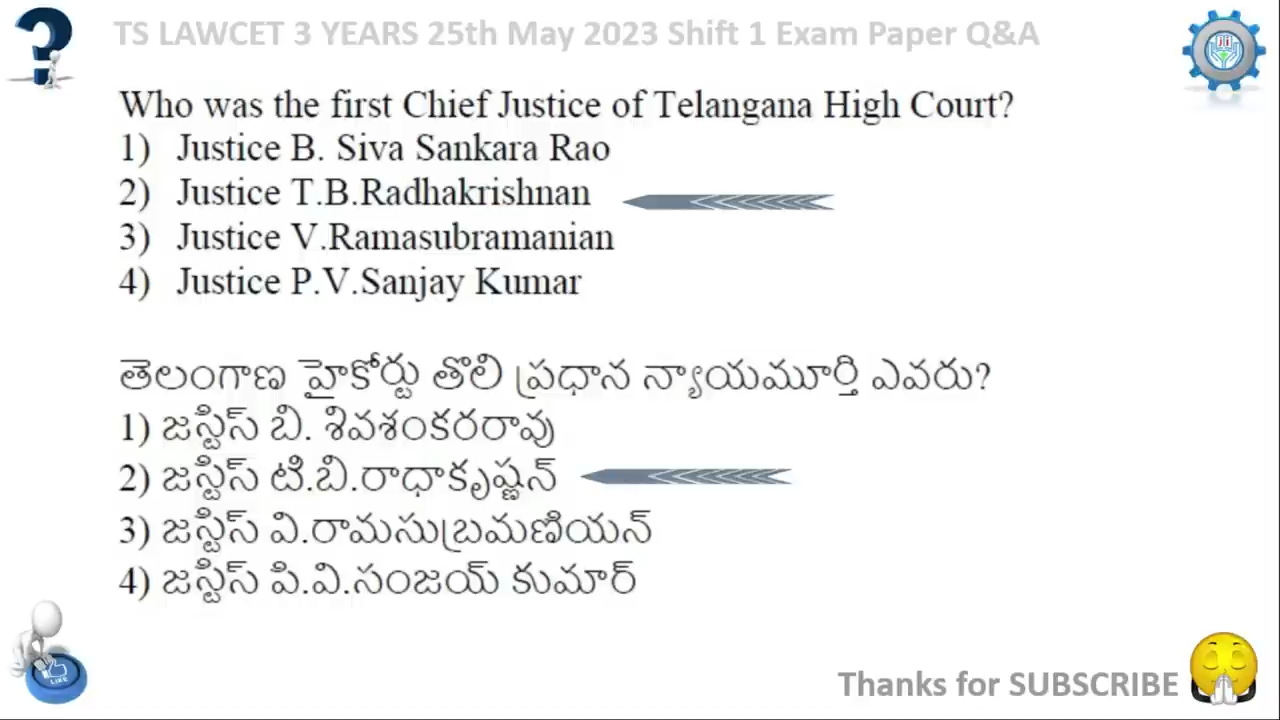 TS LAWCET 3 YEARS 25th May 2023 Shift 1 Exam Paper Q&A
Who was the first Chief Justice of Telangana High Court?
1) Justice B. Siva Sankara Rao
2) Justice T.B.Radhakrishnan
3) Justice V.Ramasubramanian
4) Justice P.V.Sanjay Kumar
తెలంగాణ హైకోర్టు తొలి ప్రధాన న్యాయమూర్తి ఎవరు?
1) జస్టిస్ బి. శివశంకరరావు
2) జస్టిస్ టి.బి.రాధాకృష్ణన్
3) జస్టిస్ వి.రామసుబ్రమణియన్
4) జస్టిస్ పి.వి.సంజయ్ కుమార్
LIKE
Thanks for SUBSCRIBE